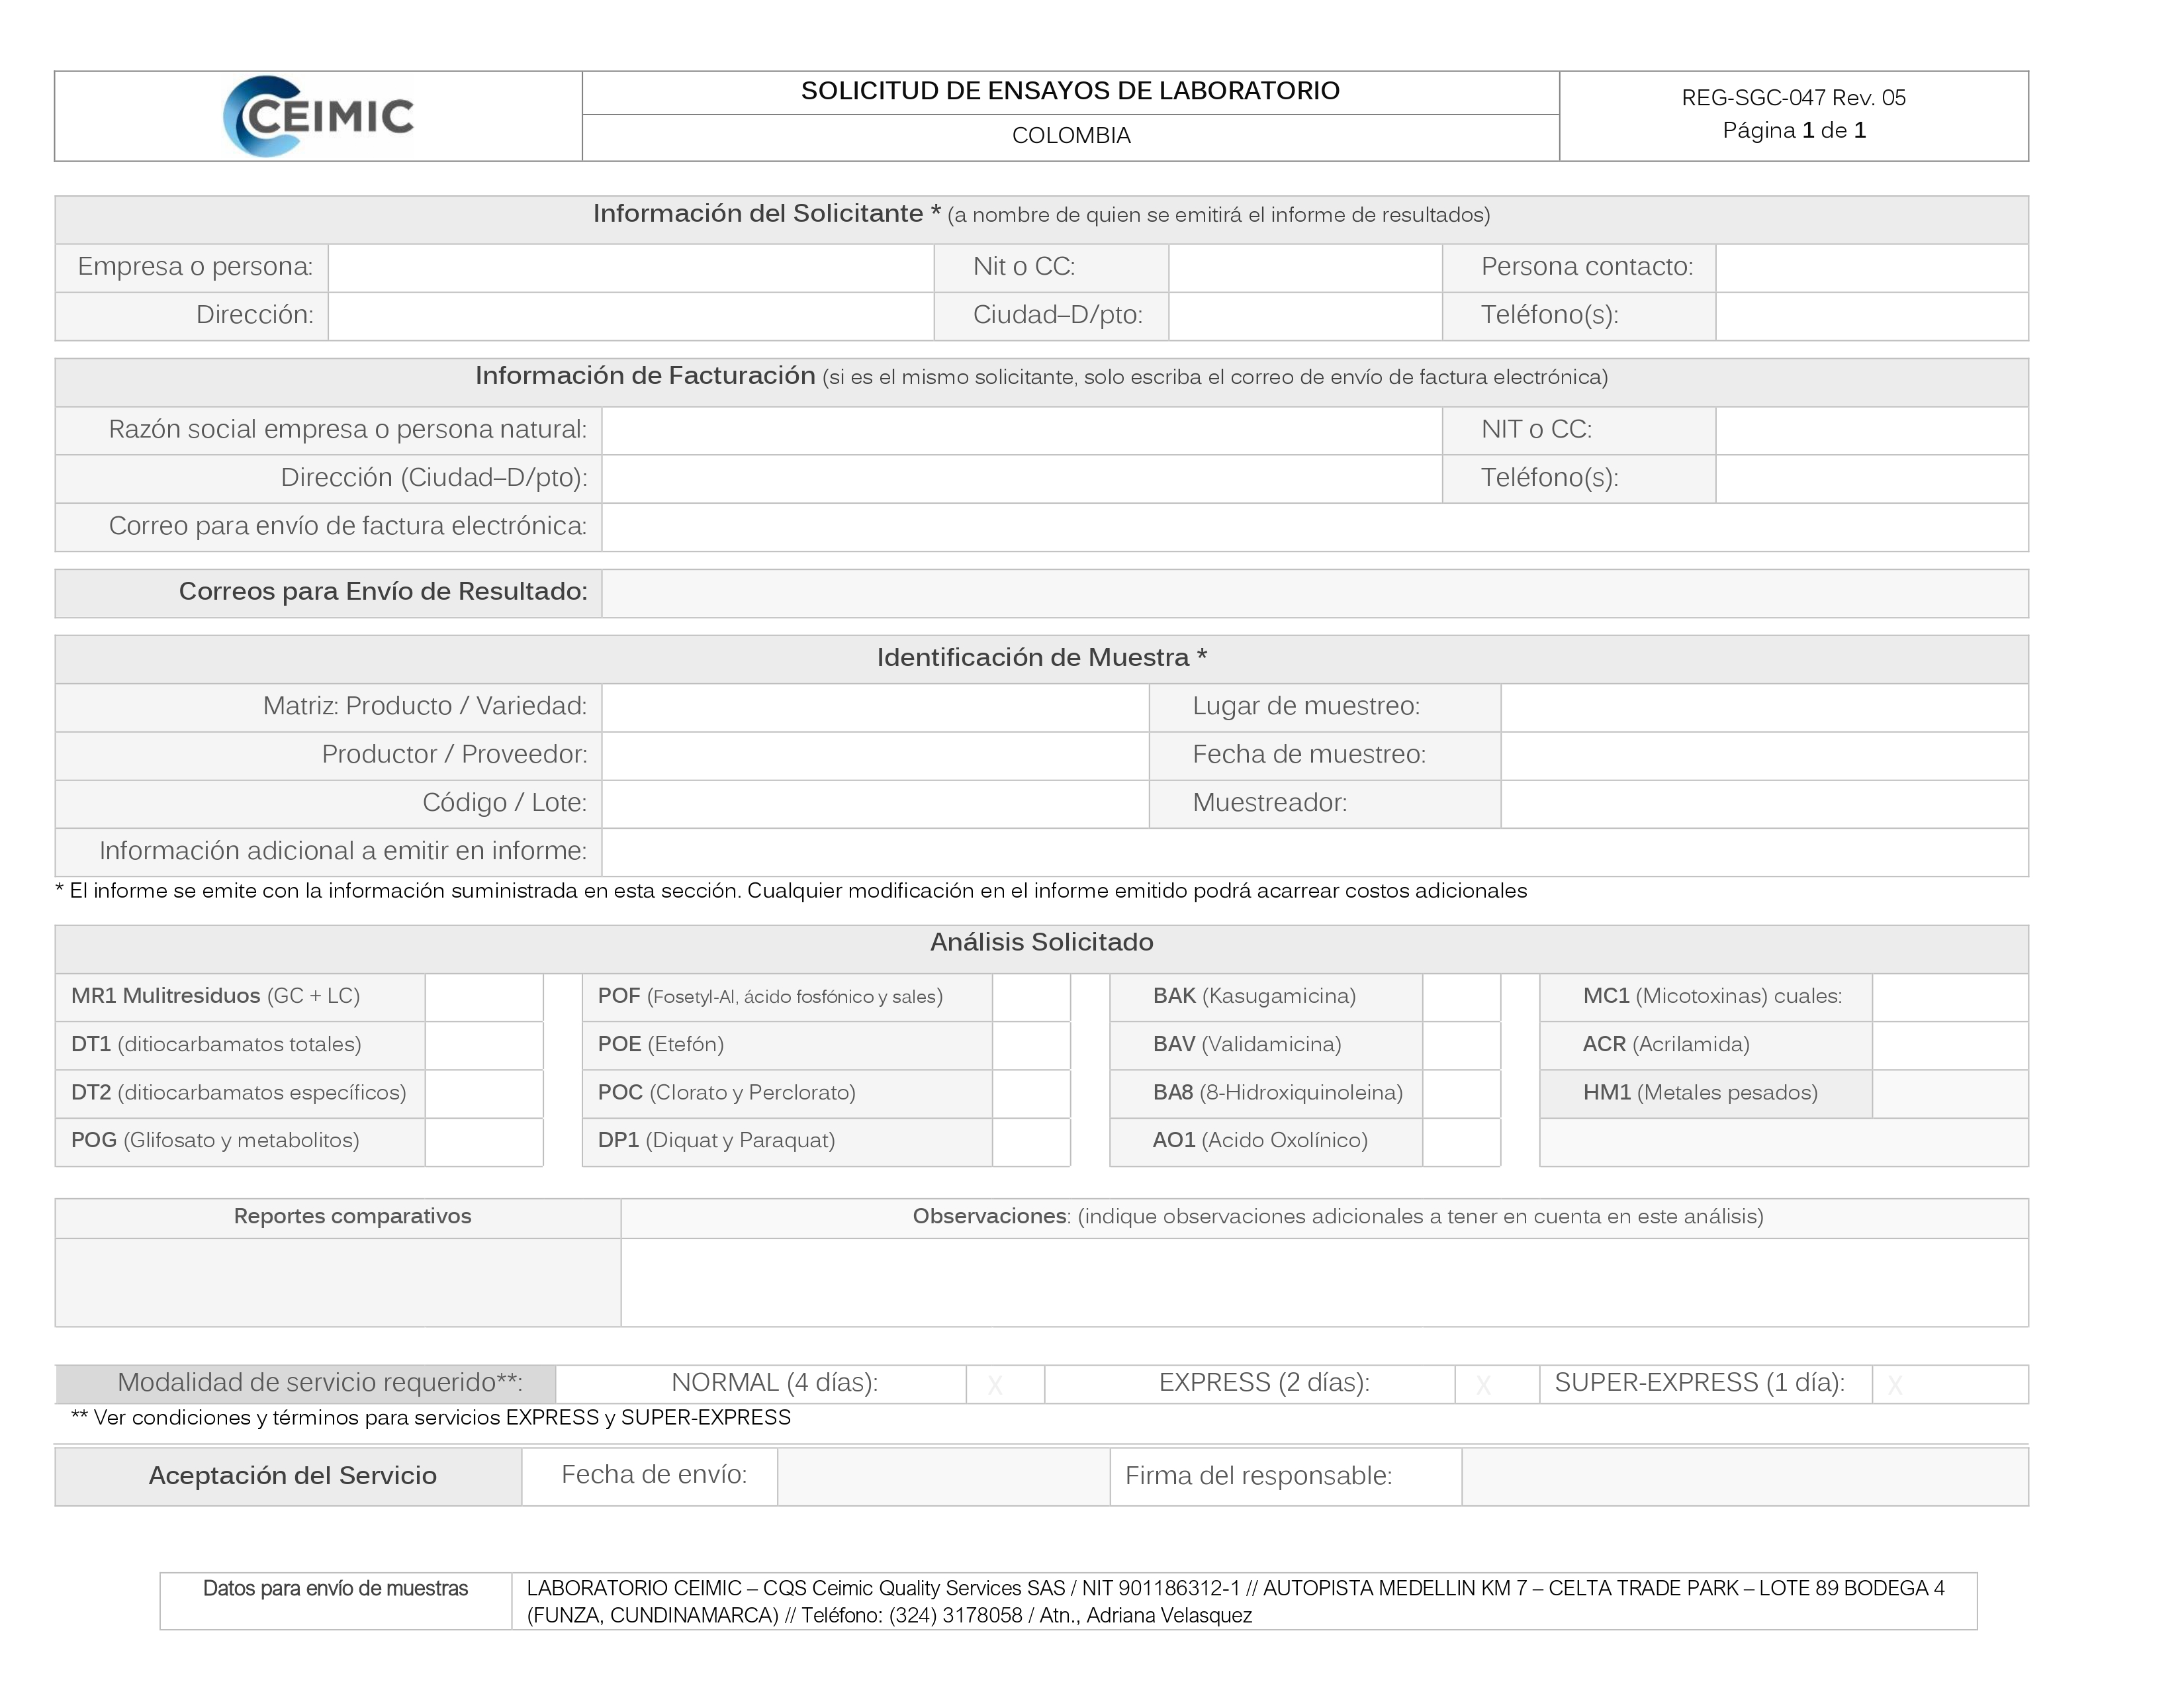 CEIMIC
SOLICITUD DE ENSAYOS DE LABORATORIO
COLOMBIA
REG-SGC-047 Rev. 05
Página 1 de 1
Información del Solicitante * (a nombre de quien se emitirá el informe de resultados)
Empresa o persona: Nit o CC: Persona contacto:
Dirección: Ciudad–D/pto: Teléfono(s):
Información de Facturación (si es el mismo solicitante, solo escriba el correo de envío de factura electrónica)
Razón social empresa o persona natural: NIT o CC:
Dirección (Ciudad–D/pto): Teléfono(s):
Correo para envío de factura electrónica:
Correos para Envío de Resultado:
Identificación de Muestra *
Matriz: Producto / Variedad: Lugar de muestreo:
Productor / Proveedor: Fecha de muestreo:
Código / Lote: Muestreador:
Información adicional a emitir en informe:
* El informe se emite con la información suministrada en esta sección. Cualquier modificación en el informe emitido podrá acarrear costos adicionales
Análisis Solicitado
MR1 Mulitresiduos (GC + LC) POF (Fosetyl-Al, ácido fosfónico y sales) BAK (Kasugamicina) MC1 (Micotoxinas) cuales:
DT1 (ditiocarbamatos totales) POE (Etefón) BAV (Validamicina) ACR (Acrilamida)
DT2 (ditiocarbamatos específicos) POC (Clorato y Perclorato) BA8 (8-Hidroxiquinoleina) HM1 (Metales pesados)
POG (Glifosato y metabolitos) DP1 (Diquat y Paraquat) AO1 (Acido Oxolínico)
Reportes comparativos Observaciones: (indique observaciones adicionales a tener en cuenta en este análisis)
Modalidad de servicio requerido**: NORMAL (4 días): X EXPRESS (2 días): X SUPER-EXPRESS (1 día): X
** Ver condiciones y términos para servicios EXPRESS y SUPER-EXPRESS
Aceptación del Servicio Fecha de envío: Firma del responsable:
Datos para envío de muestras LABORATORIO CEIMIC – CQS Ceimic Quality Services SAS / NIT 901186312-1 // AUTOPISTA MEDELLIN KM 7 – CELTA TRADE PARK – LOTE 89 BODEGA 4
(FUNZA, CUNDINAMARCA) // Teléfono: (324) 3178058 / Atn., Adriana Velasquez